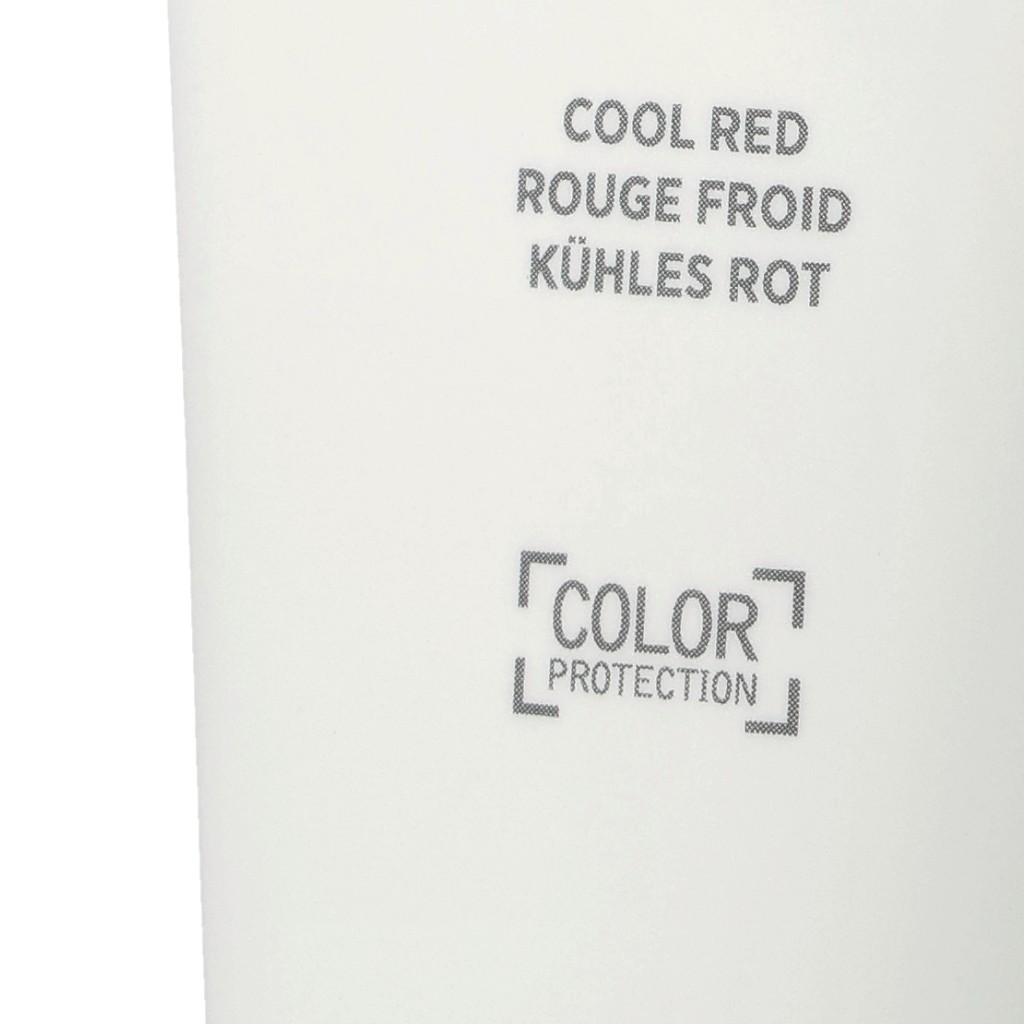 COOL RED
ROUGE FROID
KÜHLES ROT
COLOR
PROTECTION